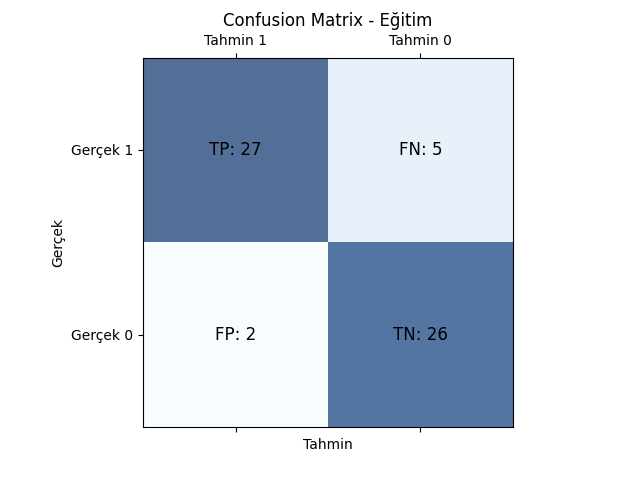 Confusion Matrix - Eğitim
Tahmin 1 Tahmin 0
Gerçek 1
TP: 27 FN: 5
Gerçek
Gerçek 0
FP: 2 TN: 26
Tahmin